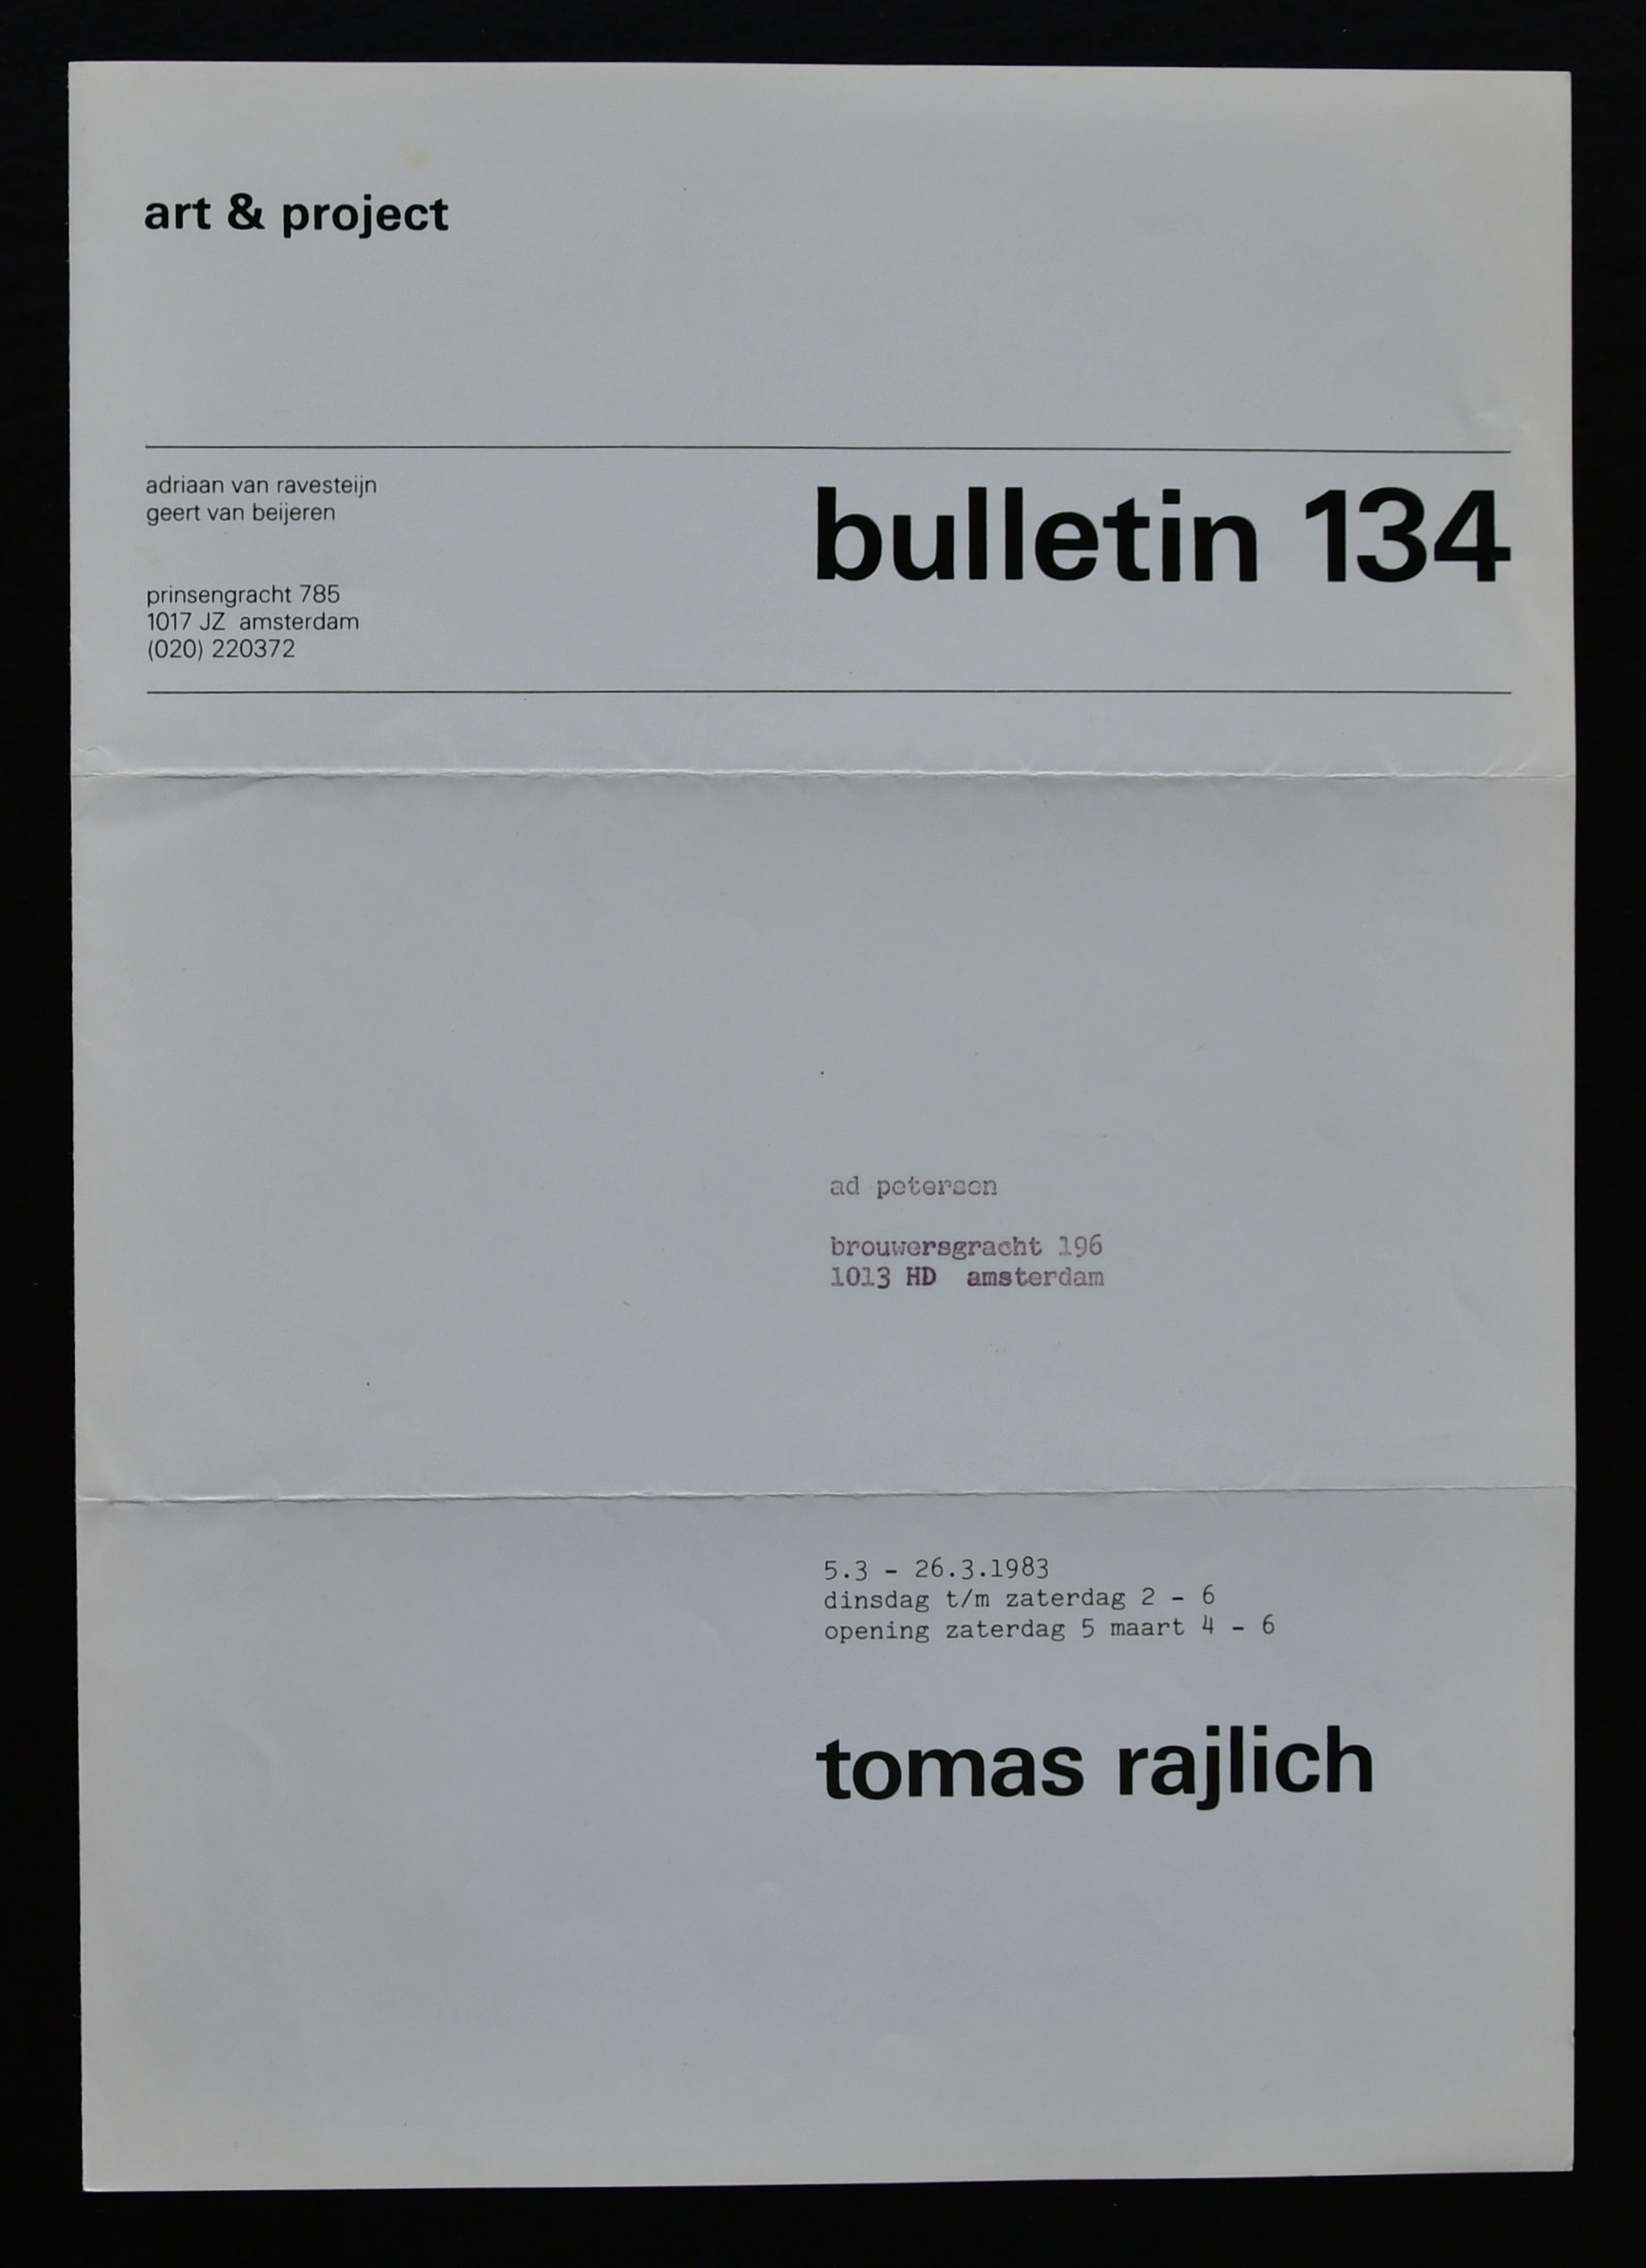 art & project
adriaan van ravesteijn
geert van beijeren
bulletin 134
prinsengracht 785
1017 JZ amsterdam
(020) 220372
ad petersen
brouwersgracht 196
1013 HD amsterdam
5.3 - 26.3.1983
dinsdag t/m zaterdag 2 - 6
opening zaterdag 5 maart 4 - 6
tomas rajlich